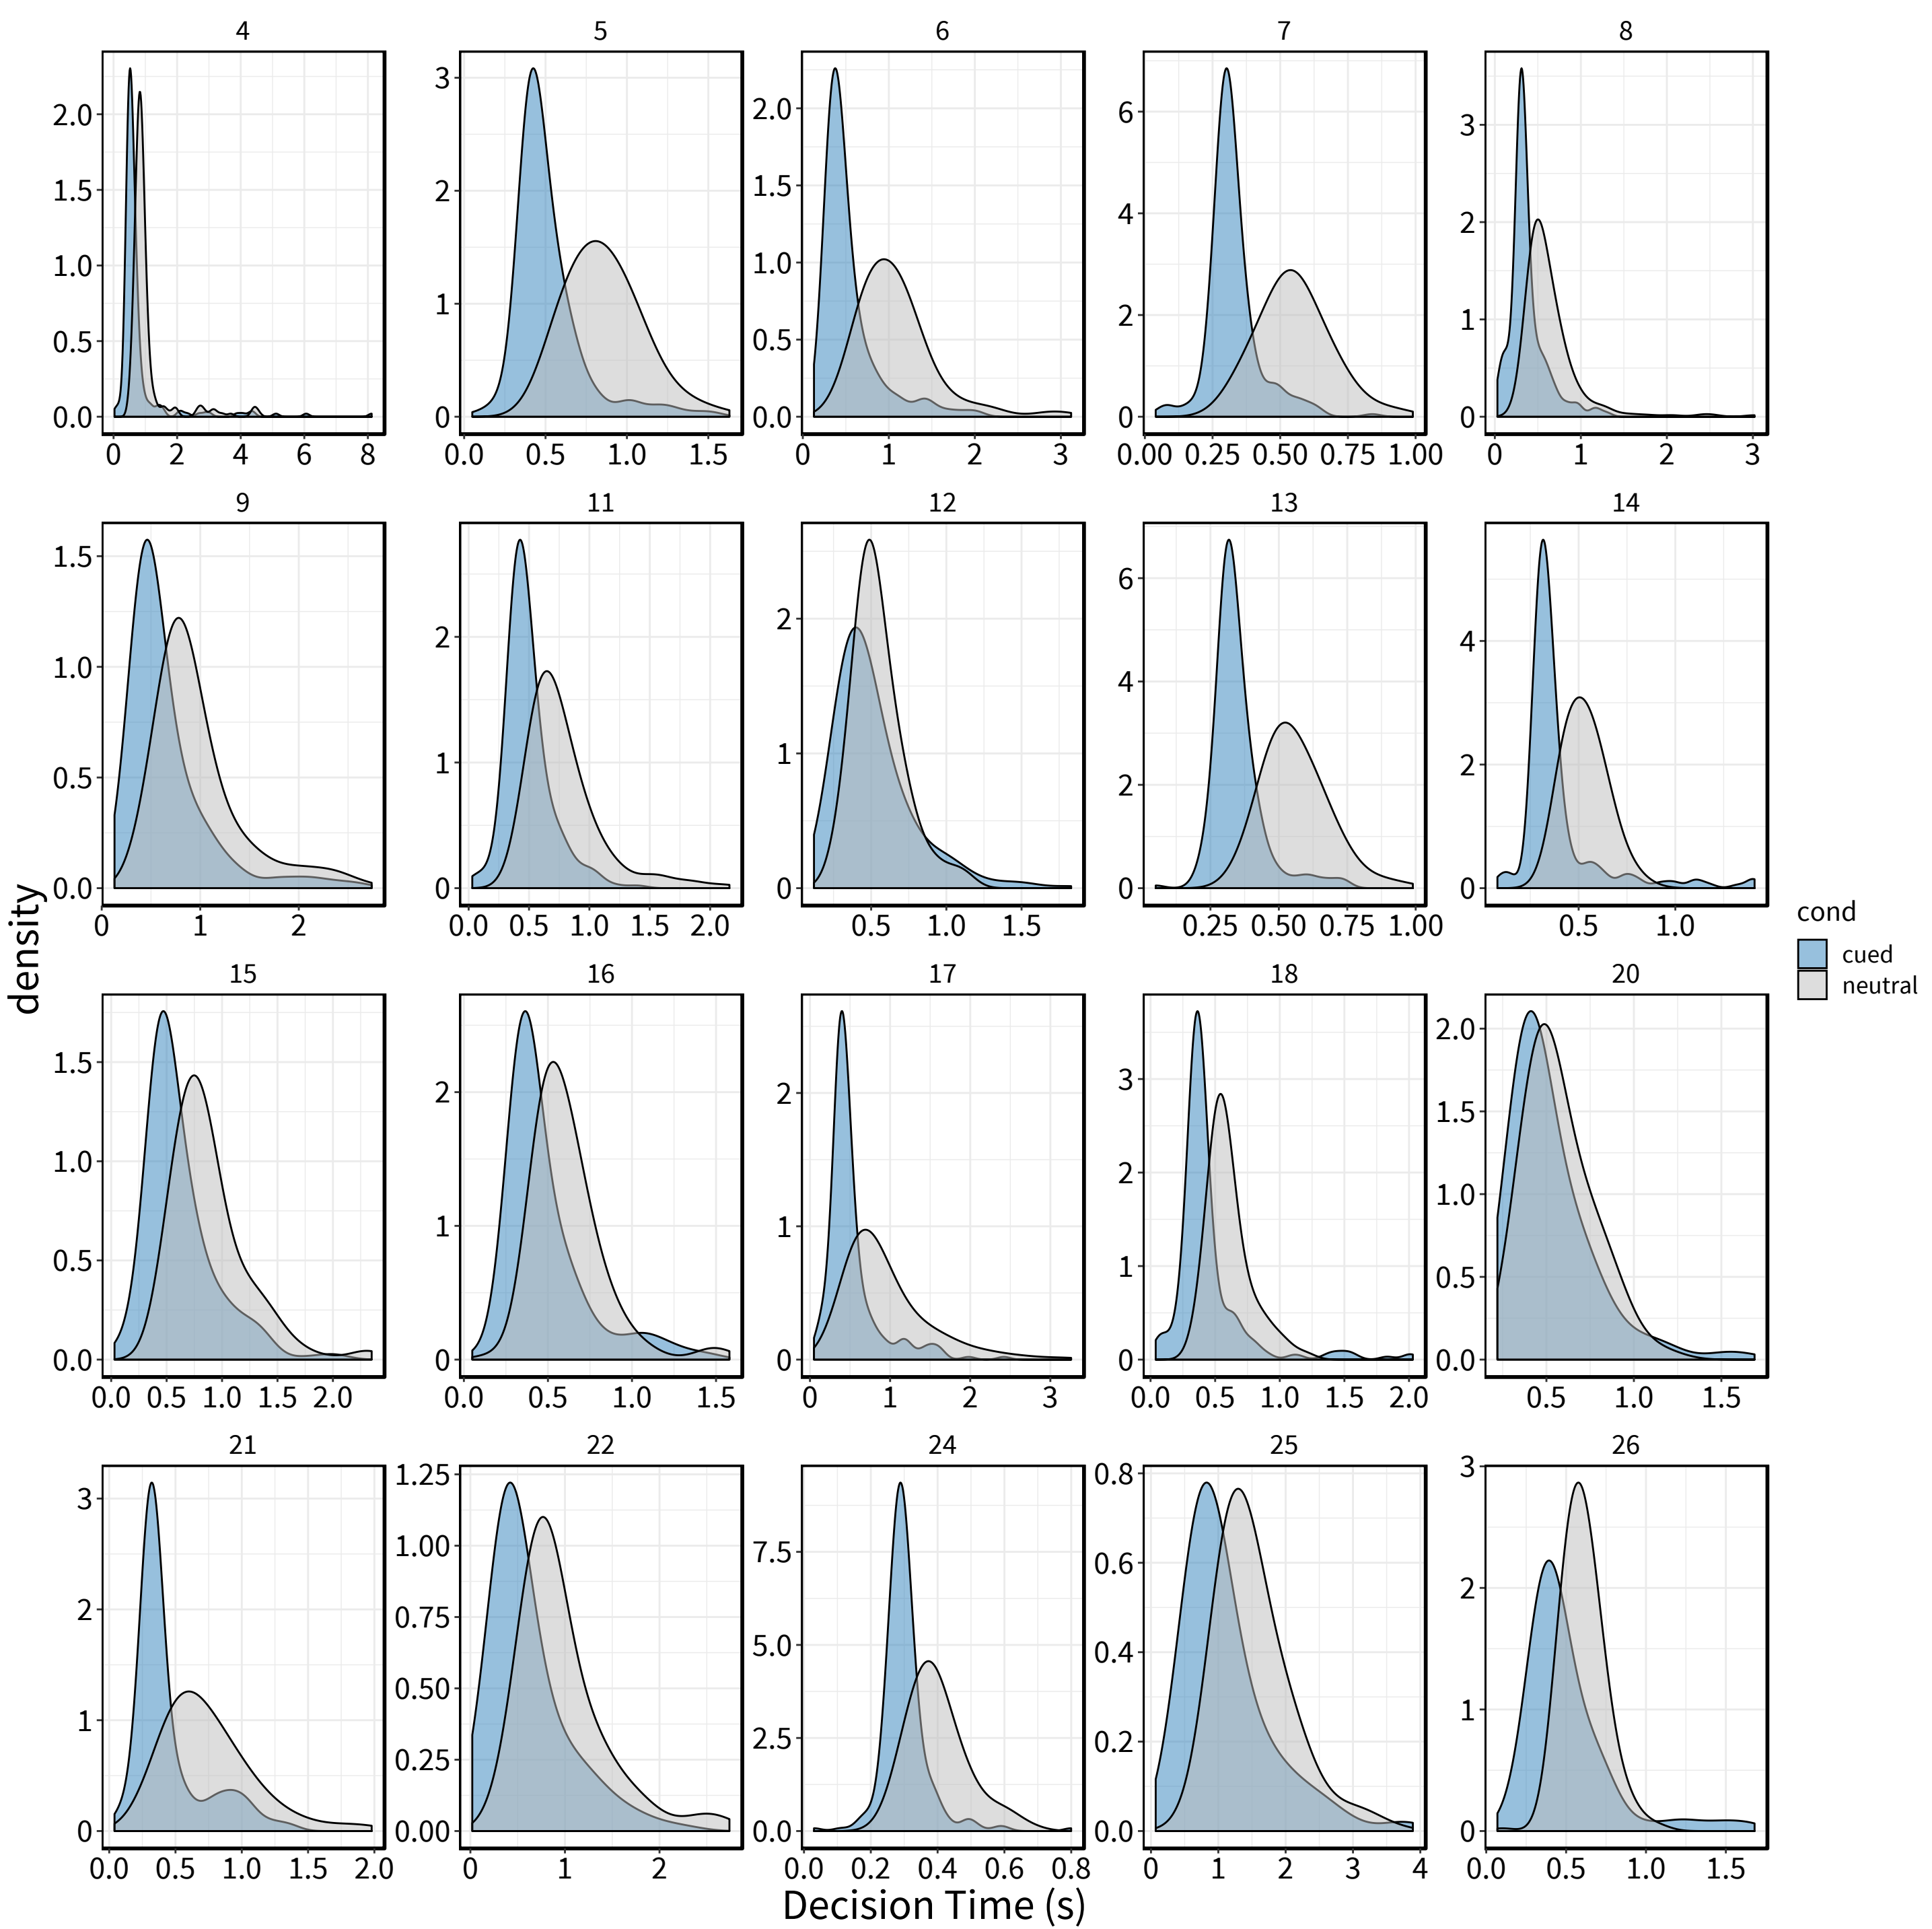 4 5 6 7 8
2.0 1.5 1.0 0.5 0.0
3 2 1 0
2.0 1.5 1.0 0.5 0.0
6 4 2 0
3 2 1 0
0 2 4 6 8
0.0 0.5 1.0 1.5
0 1 2 3
0.00 0.25 0.50 0.75 1.00
0 1 2 3
9 11 12 13 14
1.5 1.0 0.5 0.0
2 1 0
2 1 0
6 4 2 0
4 2 0
0 1 2
0.0 0.5 1.0 1.5 2.0
0.5 1.0 1.5
0.25 0.50 0.75 1.00
0.5 1.0
density
cond
cued
neutral
15 16 17 18 20
1.5 1.0 0.5 0.0
2 1 0
2 1 0
3 2 1 0
2.0 1.5 1.0 0.5 0.0
0.0 0.5 1.0 1.5 2.0
0.0 0.5 1.0 1.5
0 1 2 3
0.0 0.5 1.0 1.5 2.0
0.5 1.0 1.5
21 22 24 25 26
3 2 1 0
1.25 1.00 0.75 0.50 0.25 0.00
7.5 5.0 2.5 0.0
0.8 0.6 0.4 0.2 0.0
3 2 1 0
0.0 0.5 1.0 1.5 2.0
0 1 2
0.0 0.2 0.4 0.6 0.8
0 1 2 3 4
0.0 0.5 1.0 1.5
Decision Time (s)